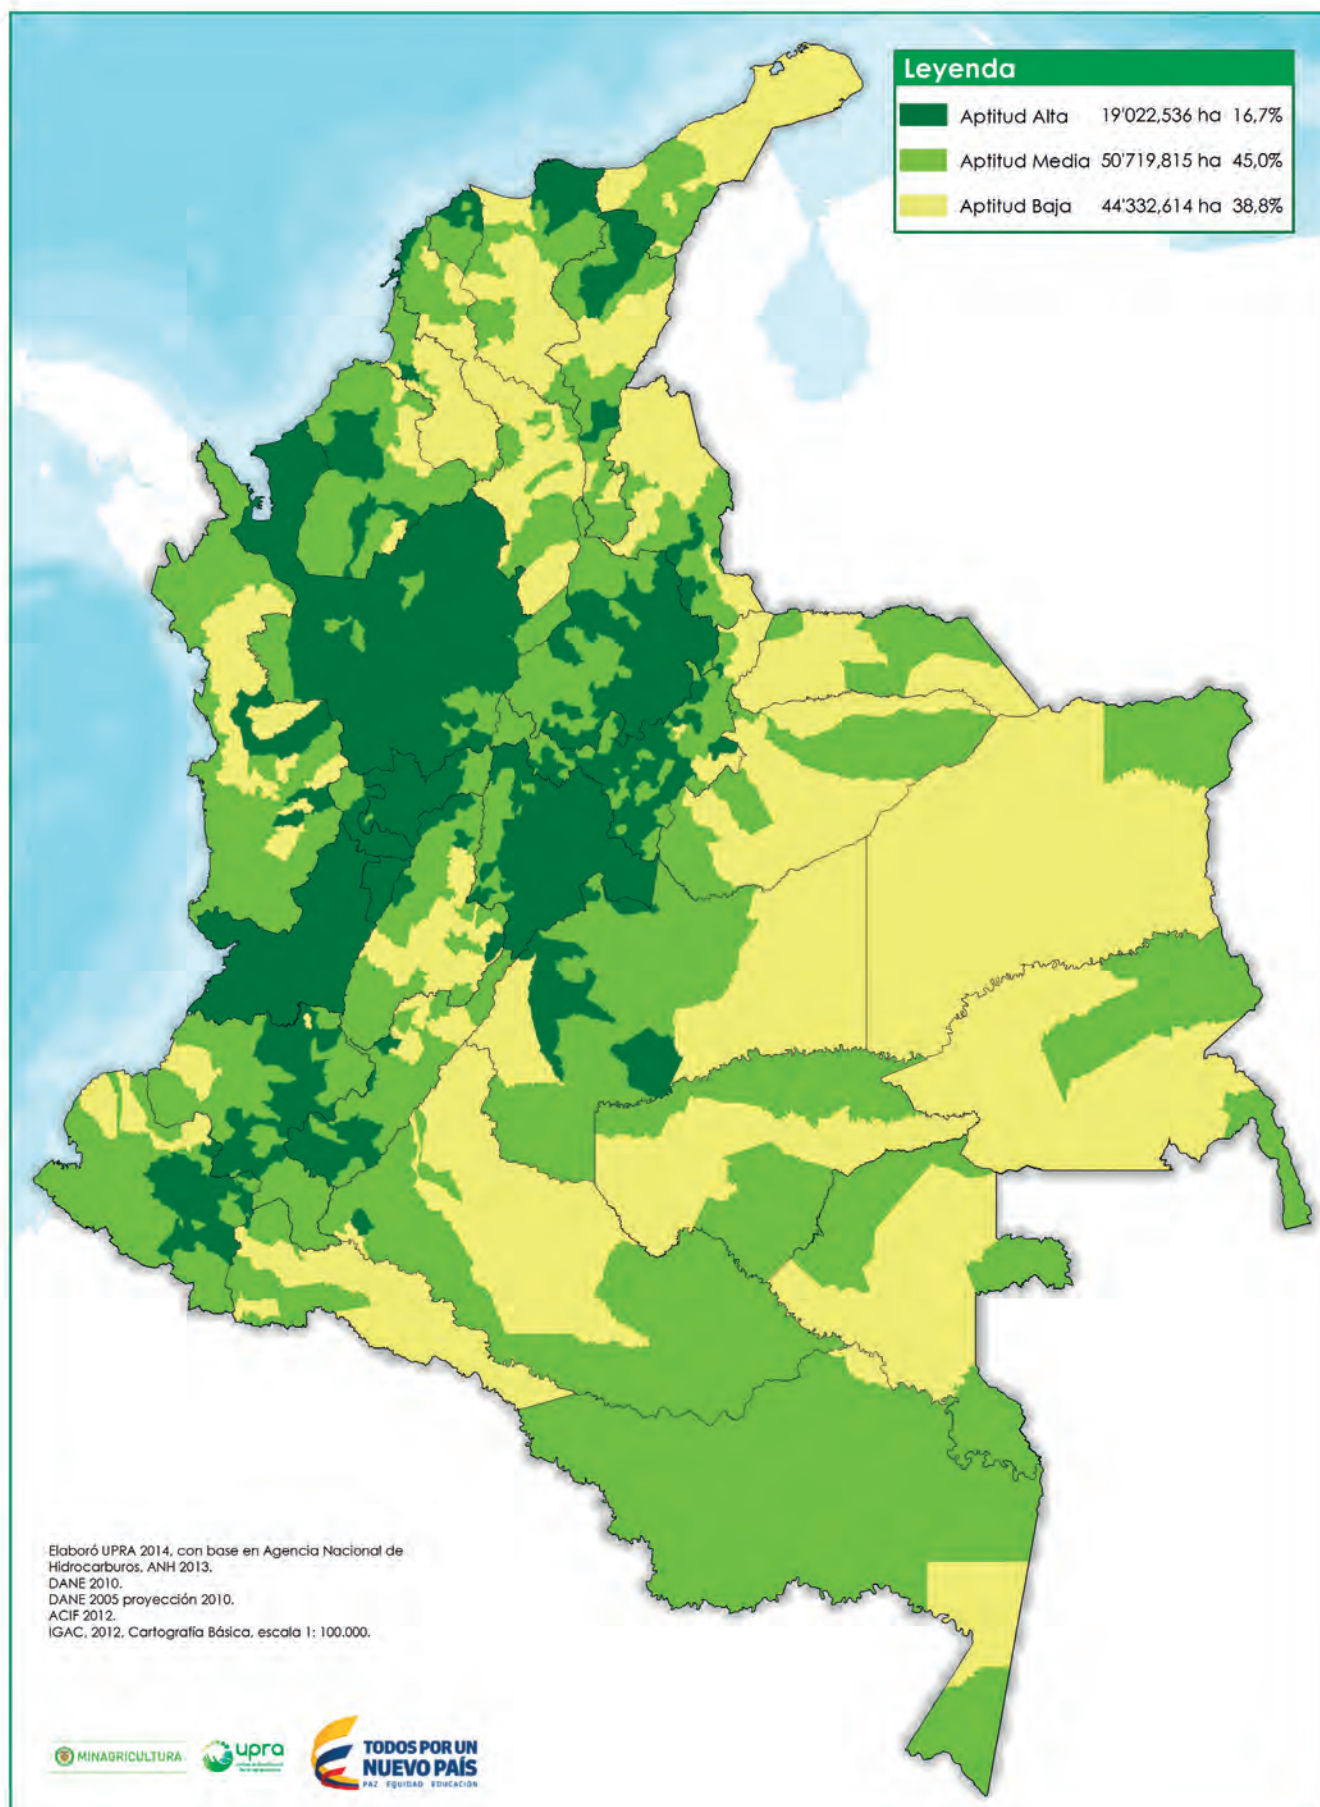 Leyenda
Aptitud Alta 19'022,536 ha 16,7%
Aptitud Media 50'719,815 ha 45,0%
Aptitud Baja 44'332,614 ha 38,8%
Elaboró UPRA 2014, con base en Agencia Nacional de
Hidrocarburos, ANH 2013.
DANE 2010.
DANE 2005 proyección 2010.
ACIF 2012.
IGAC, 2012, Cartografía Básica, escala 1: 100.000.
MINAGRICULTURA
upra
TODOS POR UN
NUEVO PAÍS
PAZ EQUIDAD EDUCACIÓN